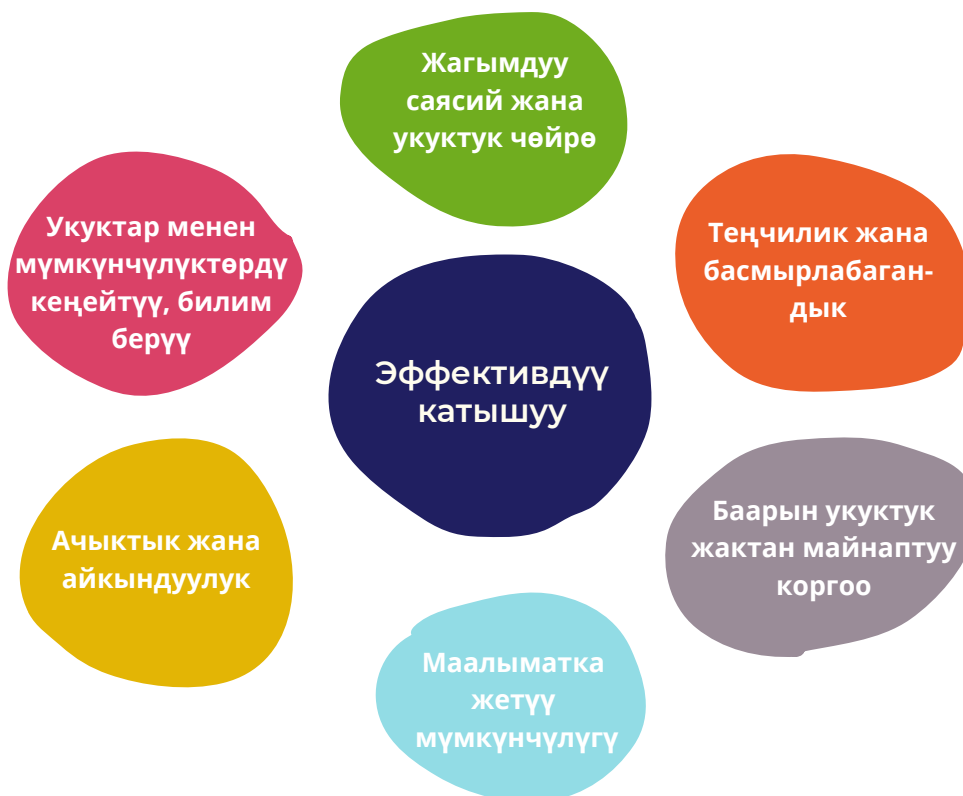 Жагымдуу
саясий жана
укуктук чөйрө
Укуктар менен
мүмкүнчүлүктөрдү
кеңейтүү, билим
берүү
Теңчилик жана
басмырлабаган-
дык
Эффективдүү
катышуу
Ачыктык жана
айкындуулук
Баарын укуктук
жактан майнаптуу
коргоо
Маалыматка
жетүү
мүмкүнчүлүгү